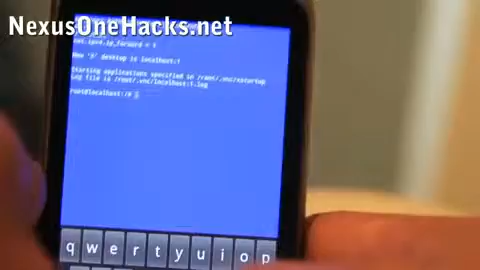 NexusOneHacks.net
net.ipv4.ip_forward = 1
New 'X' desktop is localhost:1
Starting applications specified in /root/.vnc/xstartup
Log file is /root/.vnc/localhost:1.log
root@localhost:/#
q w e r t y u i o p